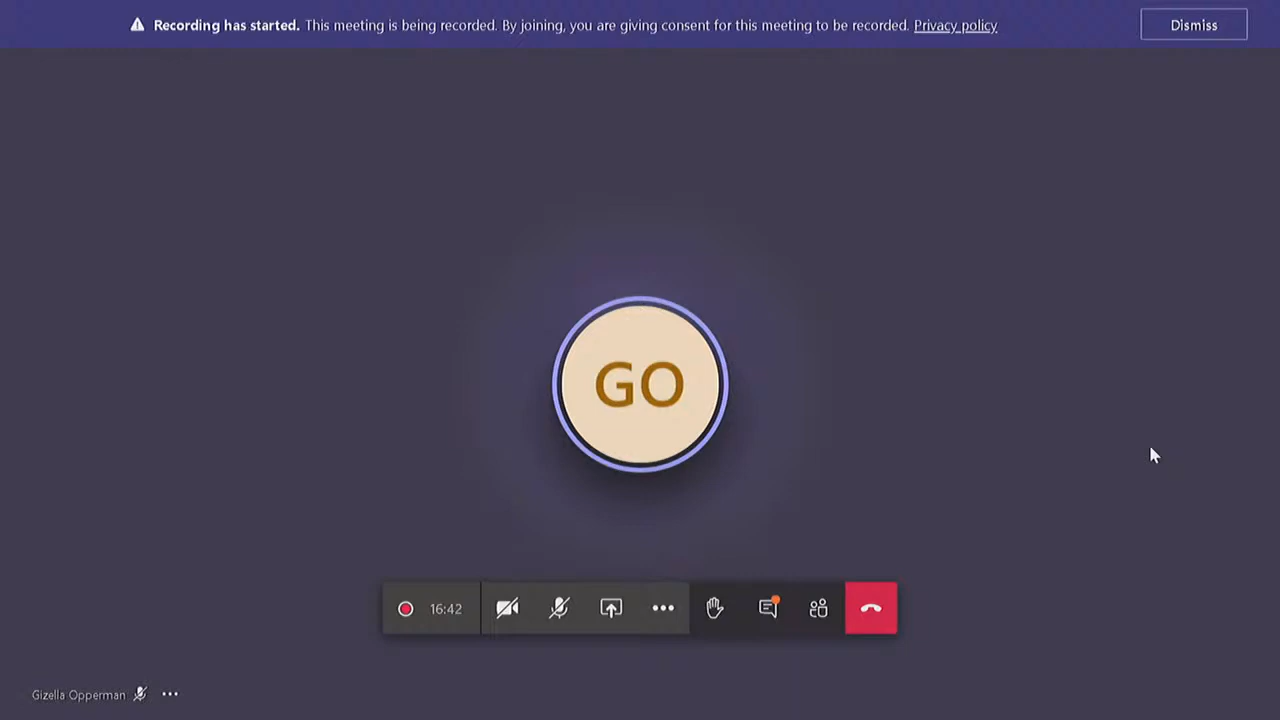 Recording has started. This meeting is being recorded. By joining, you are giving consent for this meeting to be recorded. Privacy policy
Dismiss
GO
16:42
Gizella Opperman